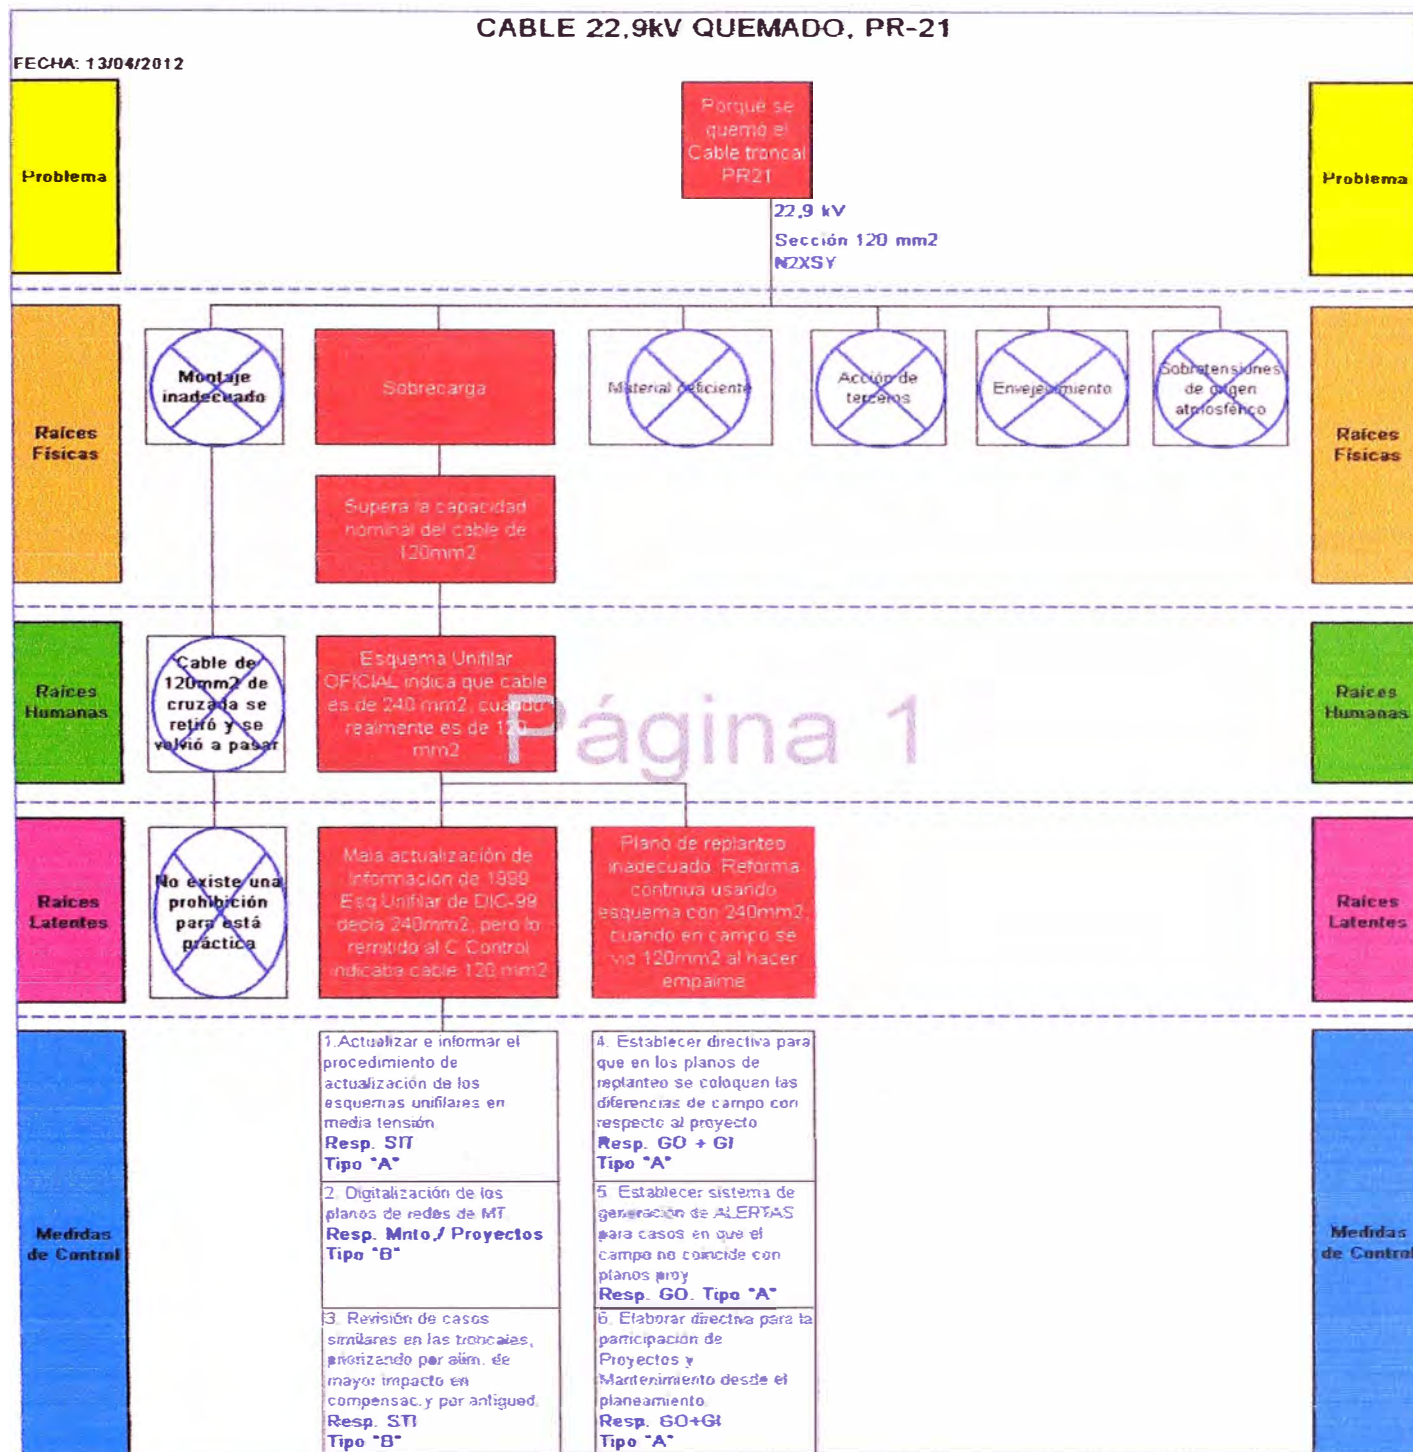 CABLE 22,9kV QUEMADO, PR-21
FECHA: 13/04/2012
Problema
Porque se
quemó el
Cable troncal
PR21
Problema
22,9 kV
Sección 120 mm2
N2XSY
Raíces
Físicas
Montaje
inadecuado
Sobrecarga
Material deficiente
Acción de
terceros
Envejecimiento
Sobretensiones
de origen
atmosférico
Raíces
Físicas
Supera la capacidad
nominal del cable de
120mm2
Raíces
Humanas
Cable de
120mm2 de
cruzada se
retiró y se
volvió a pasar
Esquema Unifilar
OFICIAL indica que cable
es de 240 mm2, cuando
realmente es de 120
mm2
Página 1
Raíces
Humanas
Raíces
Latentes
No existe una
prohibición
para está
práctica
Mala actualización de
Información de 1999
Esq Unifilar de DIC-99
decía 240mm2, pero lo
remitido al C Control
indicaba cable 120 mm2
Plano de replanteo
inadecuado. Reforma
continua usando
esquema con 240mm2,
cuando en campo se
vio 120mm2 al hacer
empalme
Raíces
Latentes
Medidas
de Control
1.Actualizar e informar el
procedimiento de
actualización de los
esquemas unifilares en
media tensión
Resp. SIT
Tipo "A"
2. Digitalización de los
planos de redes de MT.
Resp. Mnto./ Proyectos
Tipo "B"
3. Revisión de casos
similares en las troncales,
priorizando por alim. de
mayor impacto en
compensac.y por antigued.
Resp. STI
Tipo "B"
4. Establecer directiva para
que en los planos de
replanteo se coloquen las
diferencias de campo con
respecto al proyecto
Resp. GO + GI
Tipo "A"
5. Establecer sistema de
generación de ALERTAS
para casos en que el
campo no coincide con
planos proy
Resp. GO. Tipo "A"
6. Elaborar directiva para la
participación de
Proyectos y
Mantenimiento desde el
planeamiento.
Resp. GO+GI
Tipo "A"
Medidas
de Control